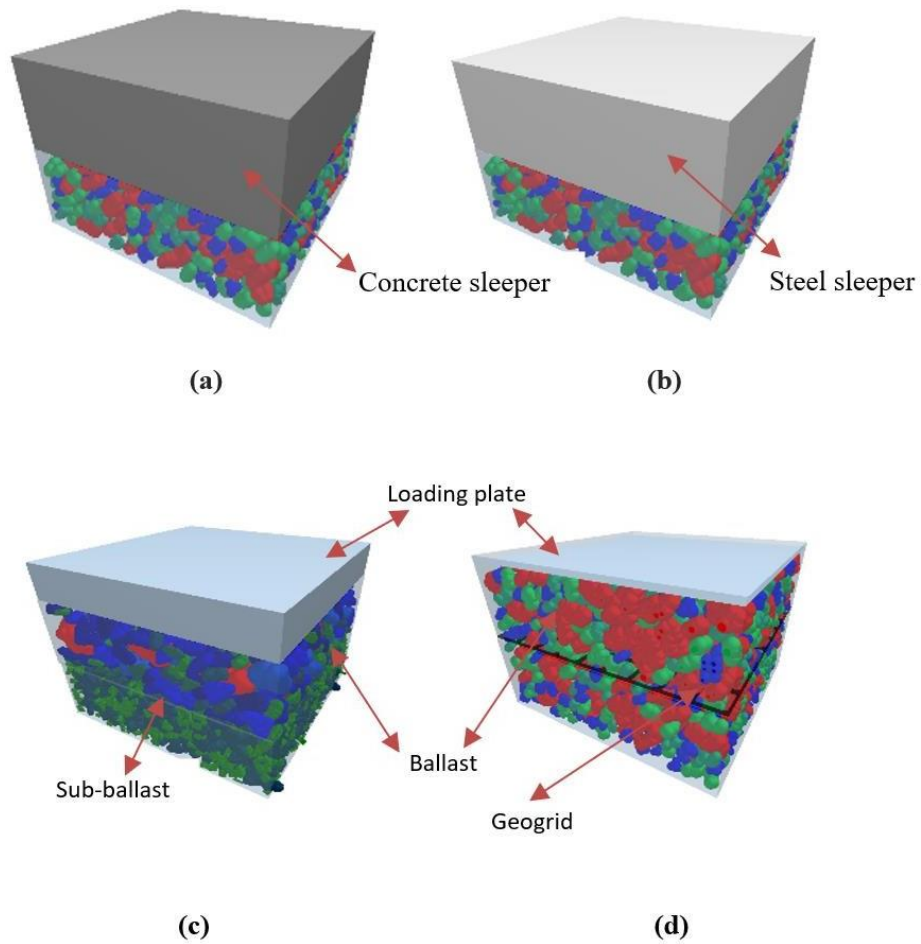 Concrete sleeper
Steel sleeper
(a)
(b)
Loading plate
Ballast
Sub-ballast
Geogrid
(c)
(d)